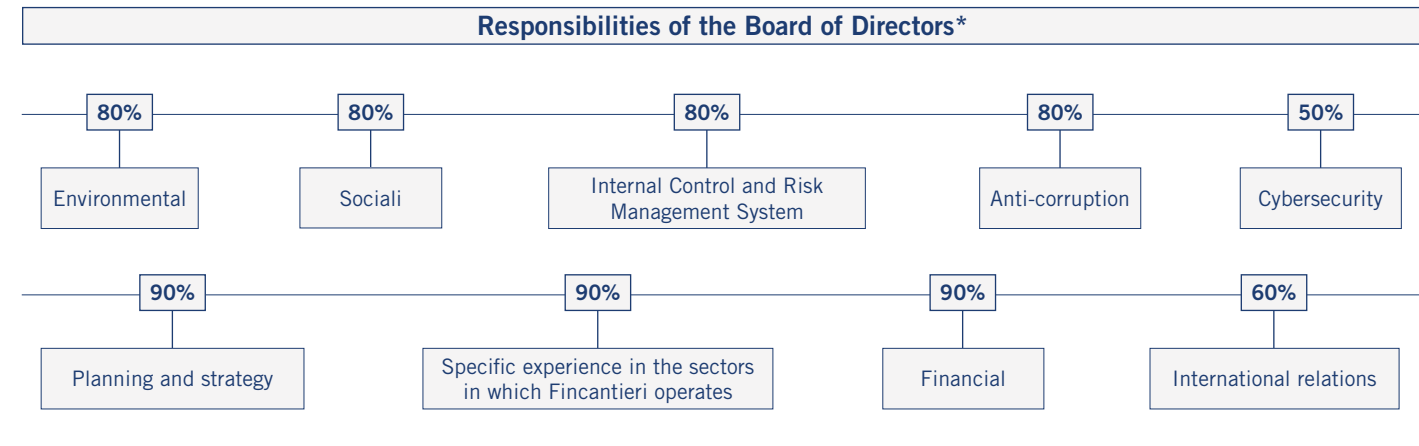 Responsibilities of the Board of Directors*
80%
80%
80%
80%
50%
Environmental
Sociali
Internal Control and Risk
Management System
Anti-corruption
Cybersecurity
90%
90%
90%
60%
Planning and strategy
Specific experience in the sectors
in which Fincantieri operates
Financial
International relations